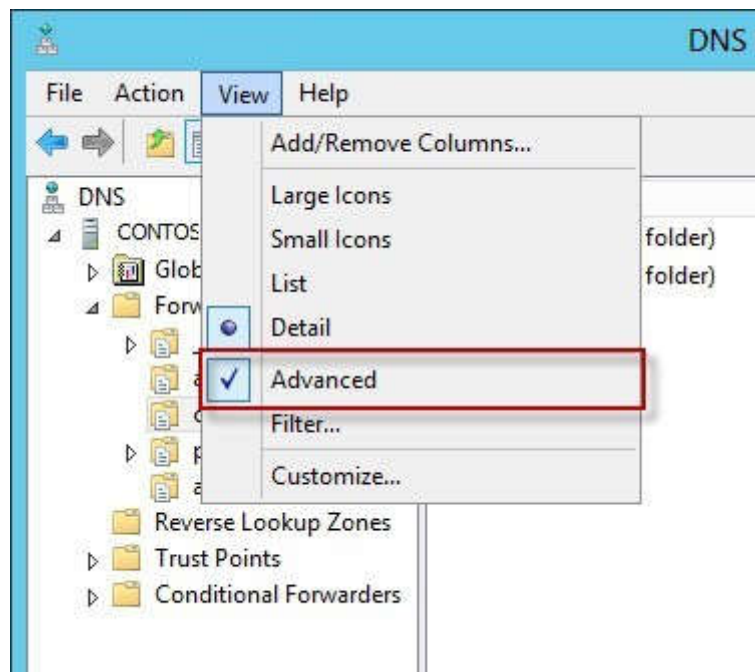 DNS
File Action View Help
Add/Remove Columns...
Large Icons
Small Icons
List
Detail
Advanced
Filter...
Customize...
DNS
CONTOS
Glob
Forw
Reverse Lookup Zones
Trust Points
Conditional Forwarders
folder)
folder)